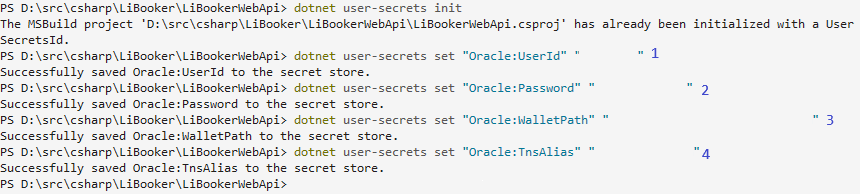 PS D:\src\csharp\LiBooker\LiBookerWebApi> dotnet user-secrets init
The MSBuild project 'D:\src\csharp\LiBooker\LiBookerWebApi\LiBookerWebApi.csproj' has already been initialized with a User
SecretsId.
PS D:\src\csharp\LiBooker\LiBookerWebApi> dotnet user-secrets set "Oracle:UserId" " " 1
Successfully saved Oracle:UserId to the secret store.
PS D:\src\csharp\LiBooker\LiBookerWebApi> dotnet user-secrets set "Oracle:Password" " " 2
Successfully saved Oracle:Password to the secret store.
PS D:\src\csharp\LiBooker\LiBookerWebApi> dotnet user-secrets set "Oracle:WalletPath" " " 3
Successfully saved Oracle:WalletPath to the secret store.
PS D:\src\csharp\LiBooker\LiBookerWebApi> dotnet user-secrets set "Oracle:TnsAlias" " "4
Successfully saved Oracle:TnsAlias to the secret store.
PS D:\src\csharp\LiBooker\LiBookerWebApi>